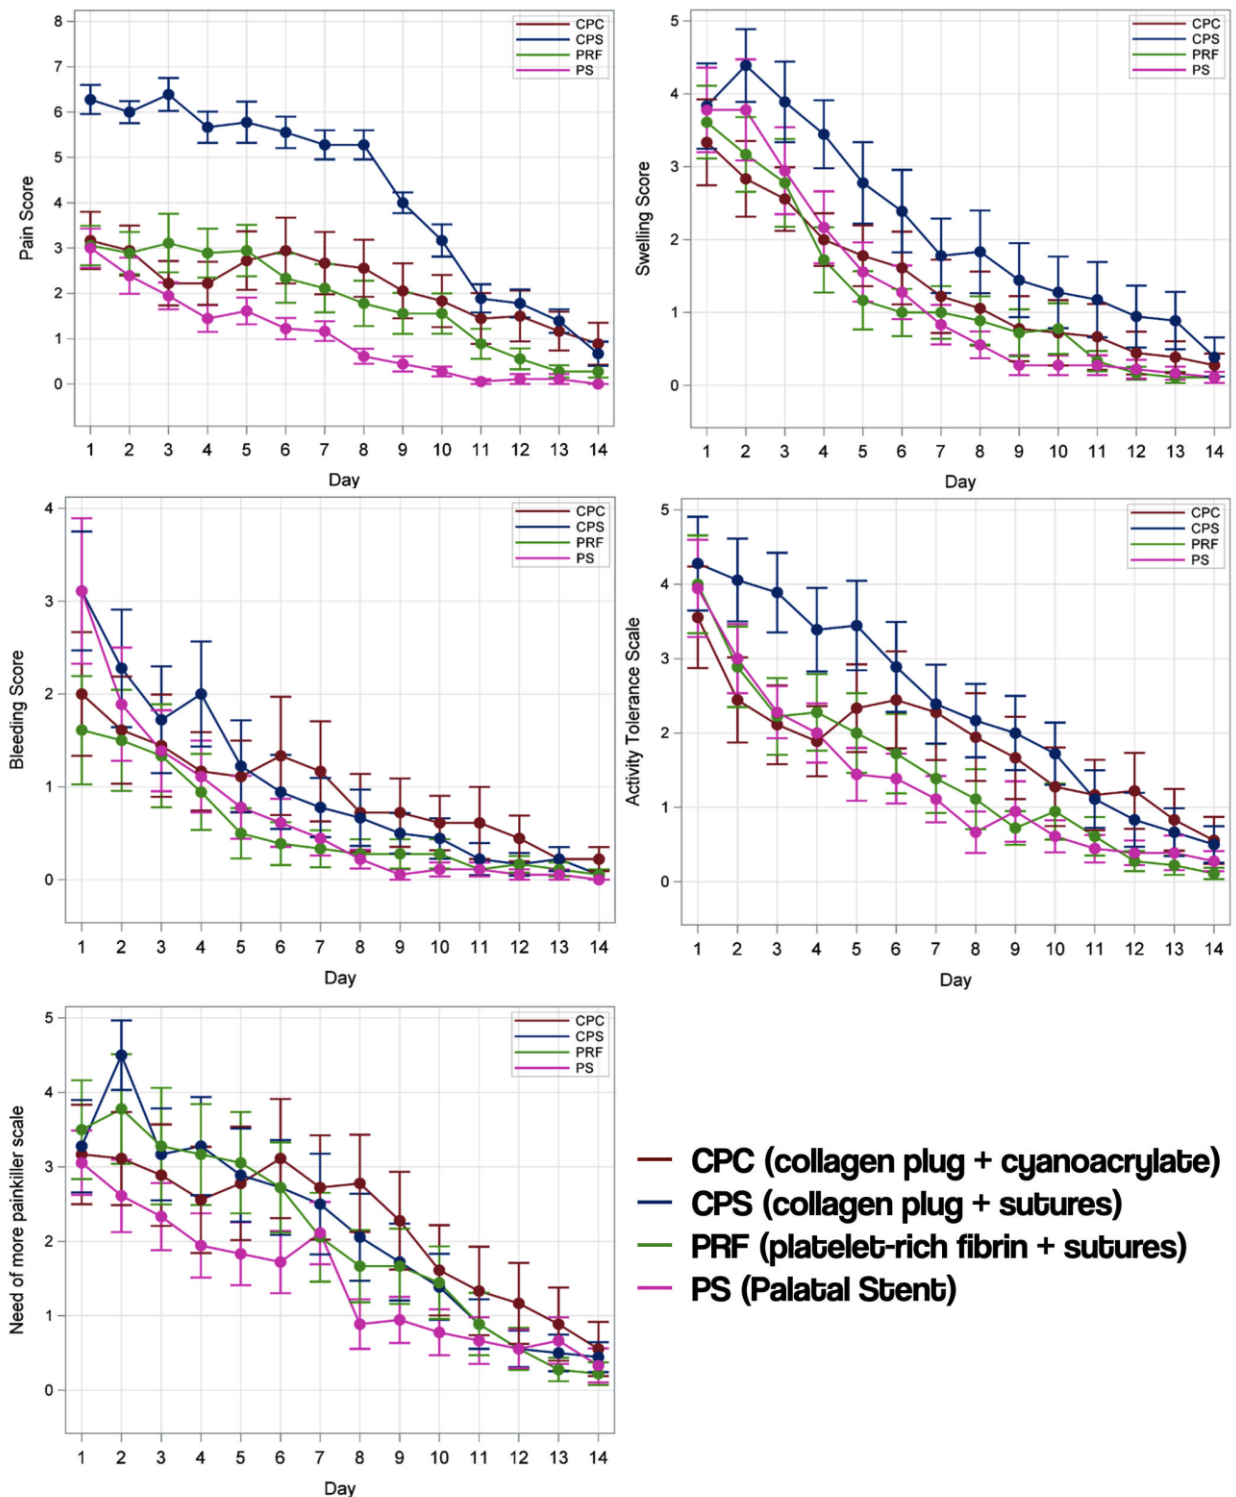 8
7
6
5
4
3
2
1
0
Pain Score
CPC
CPS
PRF
PS
1 2 3 4 5 6 7 8 9 10 11 12 13 14
Day
5
4
3
2
1
0
Swelling Score
CPC
CPS
PRF
PS
1 2 3 4 5 6 7 8 9 10 11 12 13 14
Day
4
3
2
1
0
Bleeding Score
CPC
CPS
PRF
PS
1 2 3 4 5 6 7 8 9 10 11 12 13 14
Day
5
4
3
2
1
0
Activity Tolerance Scale
CPC
CPS
PRF
PS
1 2 3 4 5 6 7 8 9 10 11 12 13 14
Day
5
4
3
2
1
0
Need of more painkiller scale
CPC
CPS
PRF
PS
1 2 3 4 5 6 7 8 9 10 11 12 13 14
Day
CPC (collagen plug + cyanoacrylate)
CPS (collagen plug + sutures)
PRF (platelet-rich fibrin + sutures)
PS (Palatal Stent)